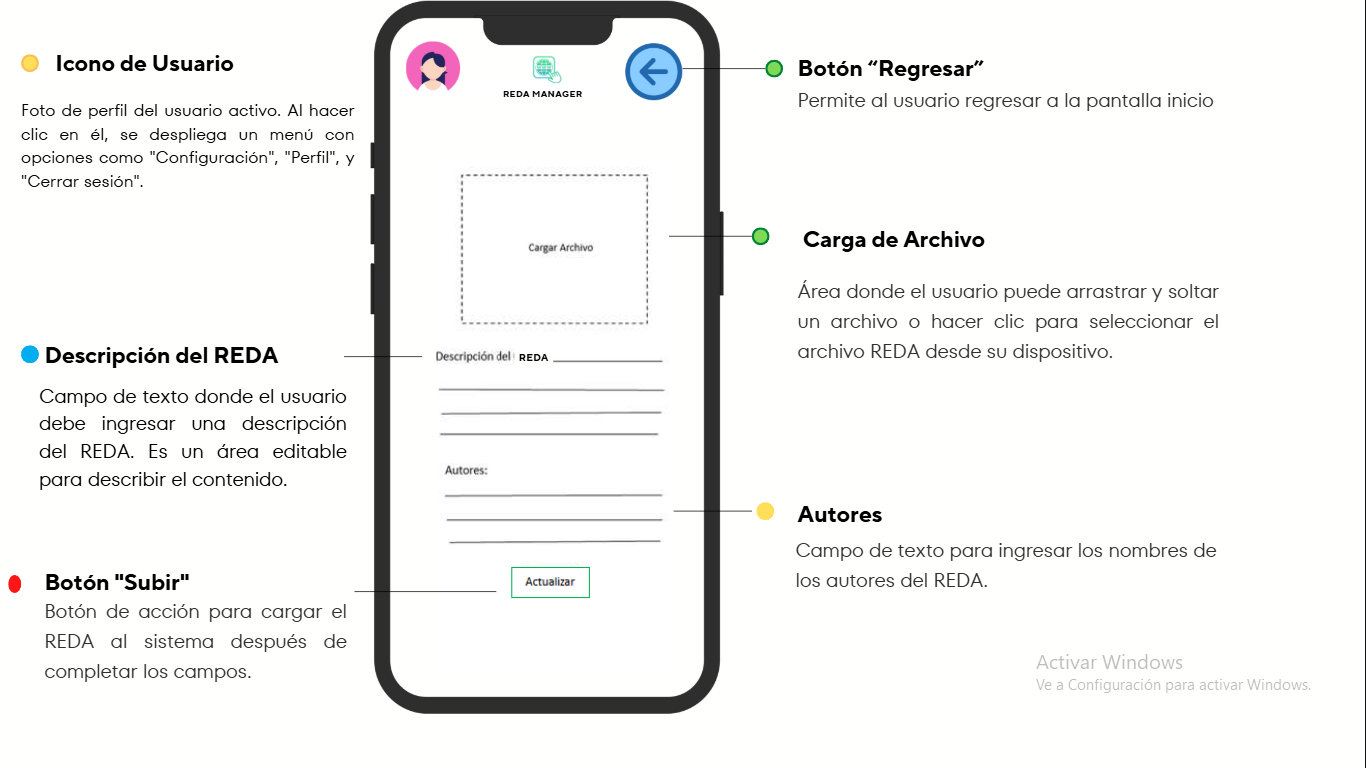 Icono de Usuario
Foto de perfil del usuario activo. Al hacer
clic en él, se despliega un menú con
opciones como "Configuración", "Perfil", y
"Cerrar sesión".
Descripción del REDA
Campo de texto donde el usuario
debe ingresar una descripción
del REDA. Es un área editable
para describir el contenido.
Botón "Subir"
Botón de acción para cargar el
REDA al sistema después de
completar los campos.
REDA MANAGER
Cargar Archivo
Descripción del REDA
Autores:
Actualizar
Botón “Regresar”
Permite al usuario regresar a la pantalla inicio
Carga de Archivo
Área donde el usuario puede arrastrar y soltar
un archivo o hacer clic para seleccionar el
archivo REDA desde su dispositivo.
Autores
Campo de texto para ingresar los nombres de
los autores del REDA.
Activar Windows
Ve a Configuración para activar Windows.